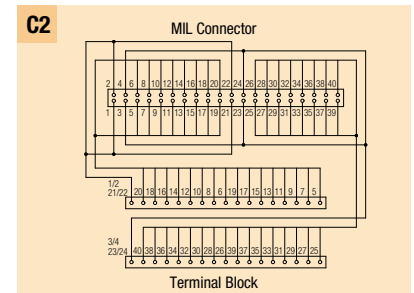 C2
MIL Connector
2 4 6 8 10 12 14 16 18 20 22 24 26 28 30 32 34 36 38 40
1 3 5 7 9 11 13 15 17 19 21 23 25 27 29 31 33 35 37 39
1/2
21/22 20 18 16 14 12 10 8 6 19 17 15 13 11 9 7 5
3/4
23/24 40 38 36 34 32 30 28 26 39 37 35 33 31 29 27 25
Terminal Block